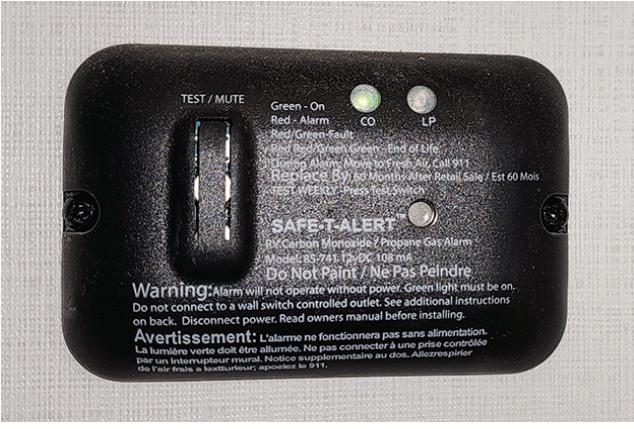 TEST / MUTE
Green - On
Red - Alarm
CO
LP
Red/Green-Fault
Red Red/Green Green - End of Life
During Alarm, Move to Fresh Air, Call 911
Replace By: 60 Months After Retail Sale / Est 60 Mois
TEST WEEKLY -Press Test Switch
SAFE-T-ALERT™
RV Carbon Monoxide / Propane Gas Alarm
Model: 85-741 12vDC 108 mA
Do Not Paint / Ne Pas Peindre
Warning: Alarm will not operate without power. Green light must be on.
Do not connect to a wall switch controlled outlet. See additional instructions
on back. Disconnect power. Read owners manual before installing.
Avertissement: L'alarme ne fonctionnera pas sans alimentation.
La lumière verte doit être allumée. Ne pas connecter à une prise contrôlée
par un interrupteur mural. Notice supplementaire au dos. Allezrespirier
de l'air frais a lextturieur; apoelez le 911.